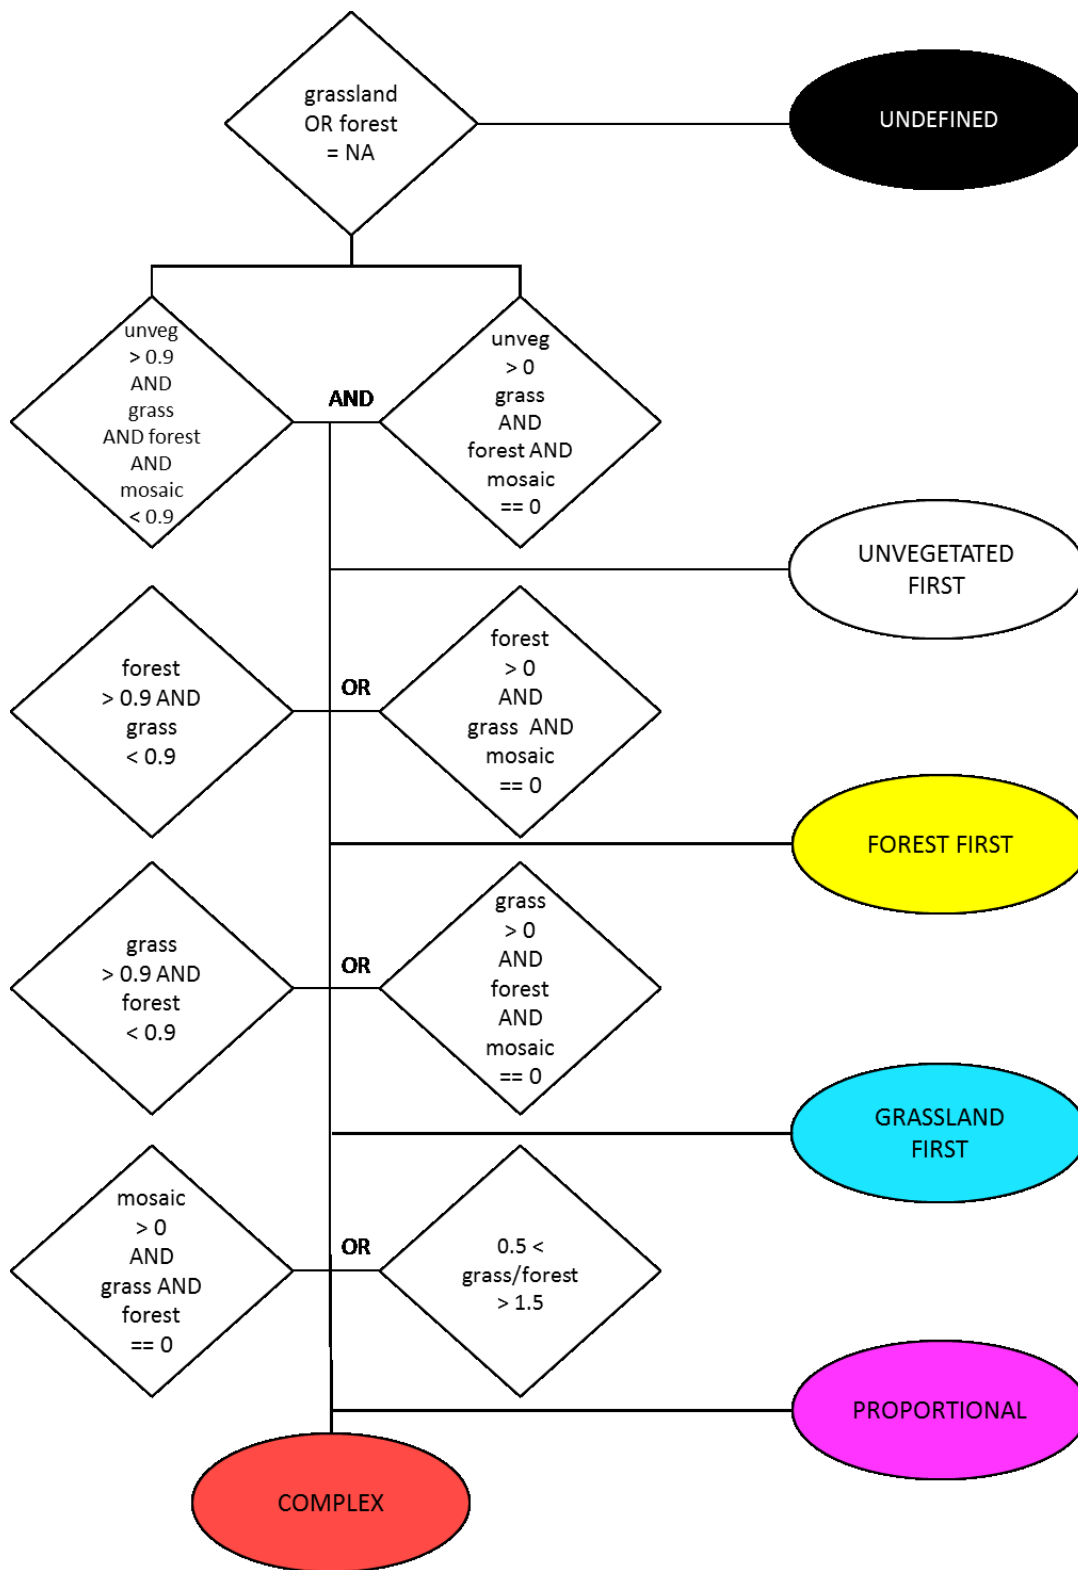 grassland
OR forest
= NA
UNDEFINED
unveg
> 0.9
AND
grass
AND forest
AND
mosaic
< 0.9
AND
unveg
> 0
grass
AND
forest AND
mosaic
== 0
UNVEGETATED
FIRST
forest
> 0.9 AND
grass
< 0.9
OR
forest
> 0
AND
grass AND
mosaic
== 0
FOREST FIRST
grass
> 0.9 AND
forest
< 0.9
OR
grass
> 0
AND
forest
AND
mosaic
== 0
GRASSLAND
FIRST
mosaic
> 0
AND
grass AND
forest
== 0
OR
0.5 <
grass/forest
> 1.5
PROPORTIONAL
COMPLEX